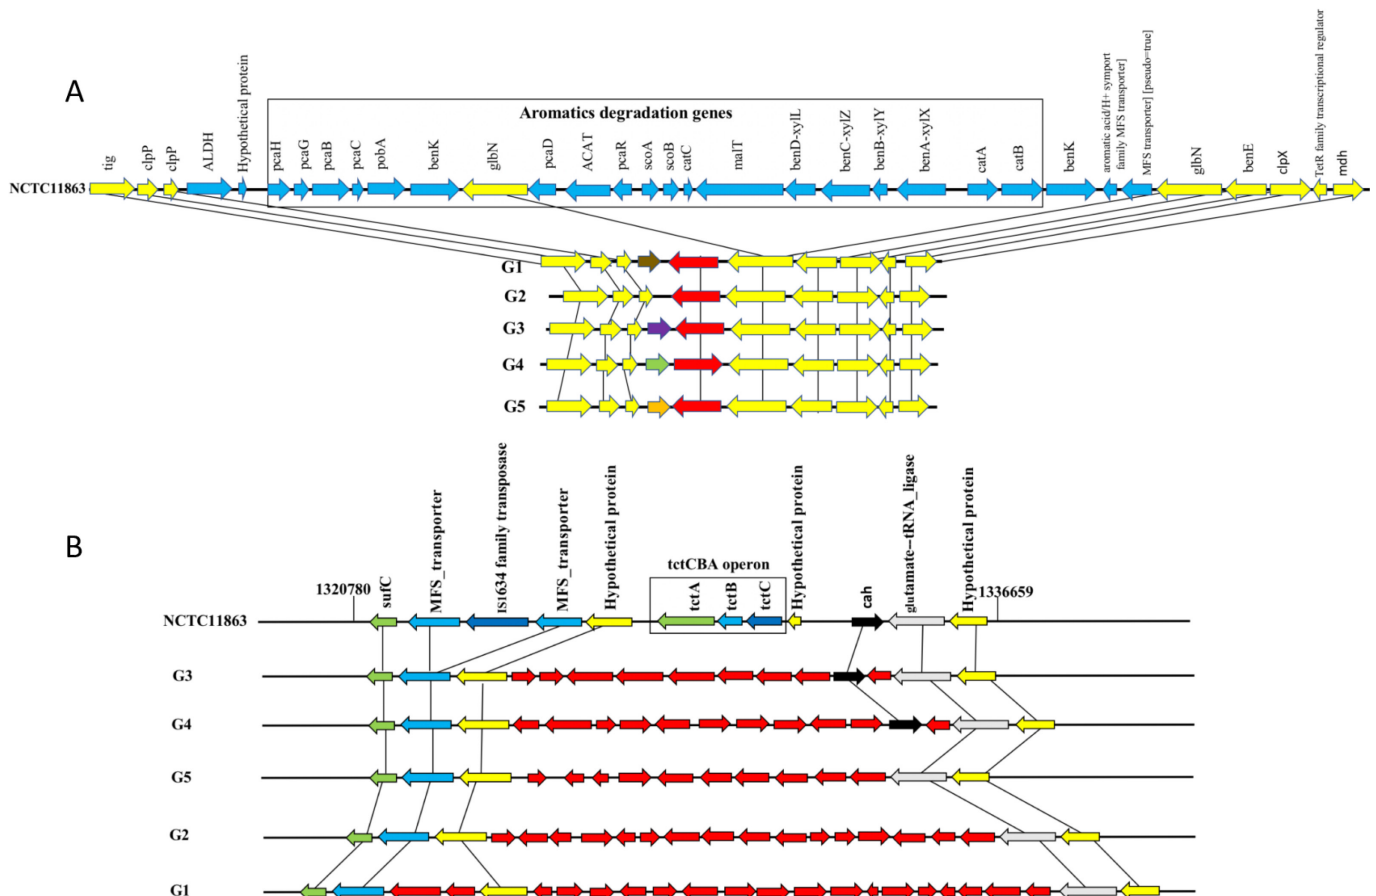 A
tig
clpP
clpP
ALDH
Hypothetical protein
Aromatics degradation genes
pcaH
pcaG
pcaB
pcaC
pobA
benK
glbN
pcaD
ACAT
pcaR
scoA
scoB
catC
malT
benD-xylL
benC-xylZ
benB-xylY
benA-xylX
catA
catB
benK
aromatic acid/H+ symport
family MFS transporter]
MFS transporter] [pseudo=true]
glbN
benE
clpX
TetR family transcriptional regulator
mdh
NCTC11863
G1
G2
G3
G4
G5
B
1320780
sufC
MFS_transporter
IS1634 family transposase
MFS_transporter
Hypothetical protein
tctCBA operon
tctA
tctB
tctC
Hypothetical protein
cah
glutamate-tRNA_ligase
Hypothetical protein
1336659
NCTC11863
G3
G4
G5
G2
G1